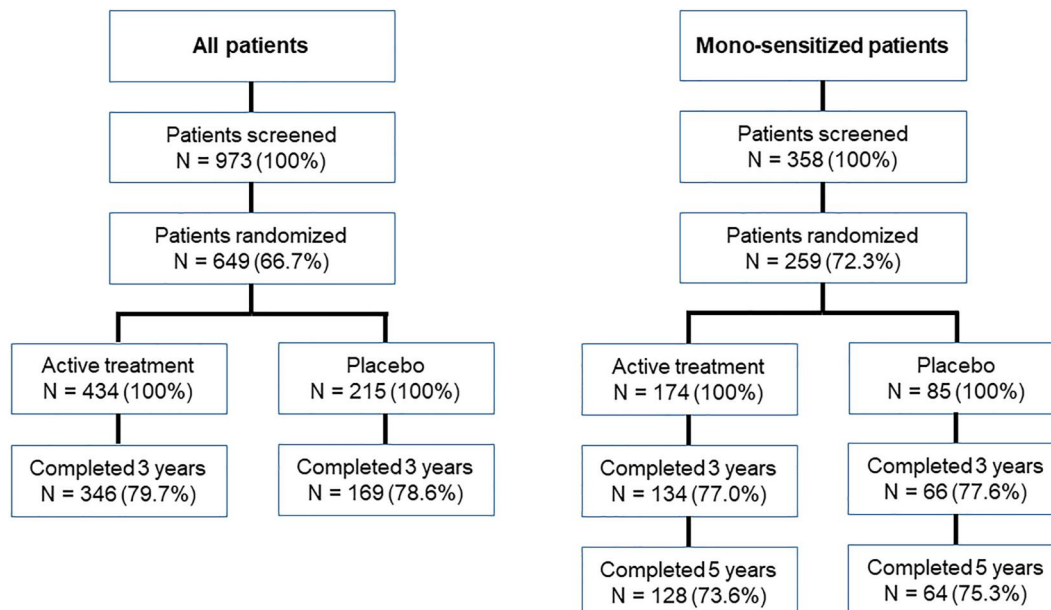 All patients
Patients screened
N = 973 (100%)
Patients randomized
N = 649 (66.7%)
Active treatment
N = 434 (100%)
Placebo
N = 215 (100%)
Completed 3 years
N = 346 (79.7%)
Completed 3 years
N = 169 (78.6%)
Mono-sensitized patients
Patients screened
N = 358 (100%)
Patients randomized
N = 259 (72.3%)
Active treatment
N = 174 (100%)
Placebo
N = 85 (100%)
Completed 3 years
N = 134 (77.0%)
Completed 3 years
N = 66 (77.6%)
Completed 5 years
N = 128 (73.6%)
Completed 5 years
N = 64 (75.3%)